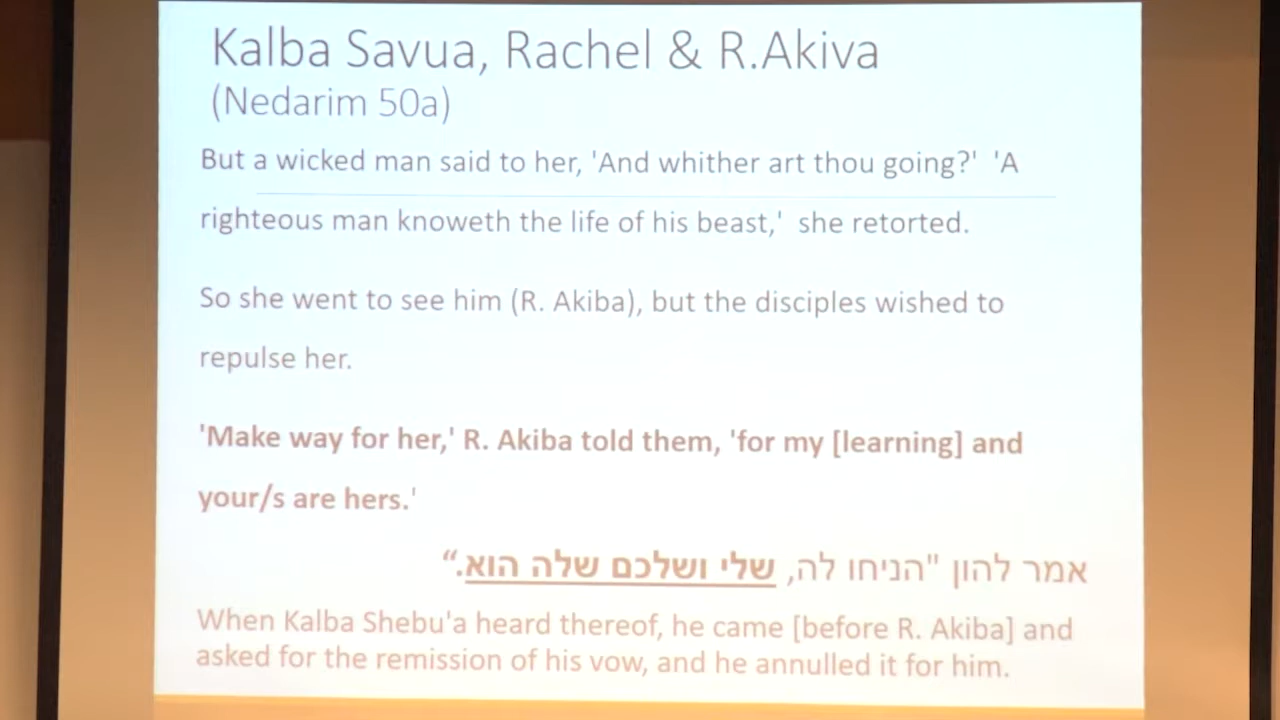 Kalba Savua, Rachel & R.Akiva
(Nedarim 50a)
But a wicked man said to her, 'And whither art thou going?' 'A
righteous man knoweth the life of his beast,' she retorted.
So she went to see him (R. Akiba), but the disciples wished to
repulse her.
'Make way for her,' R. Akiba told them, 'for my [learning] and
your/s are hers.'
אמר להון "הניחו לה, שלי ושלכם שלה הוא.“
When Kalba Shebu'a heard thereof, he came [before R. Akiba] and
asked for the remission of his vow, and he annulled it for him.